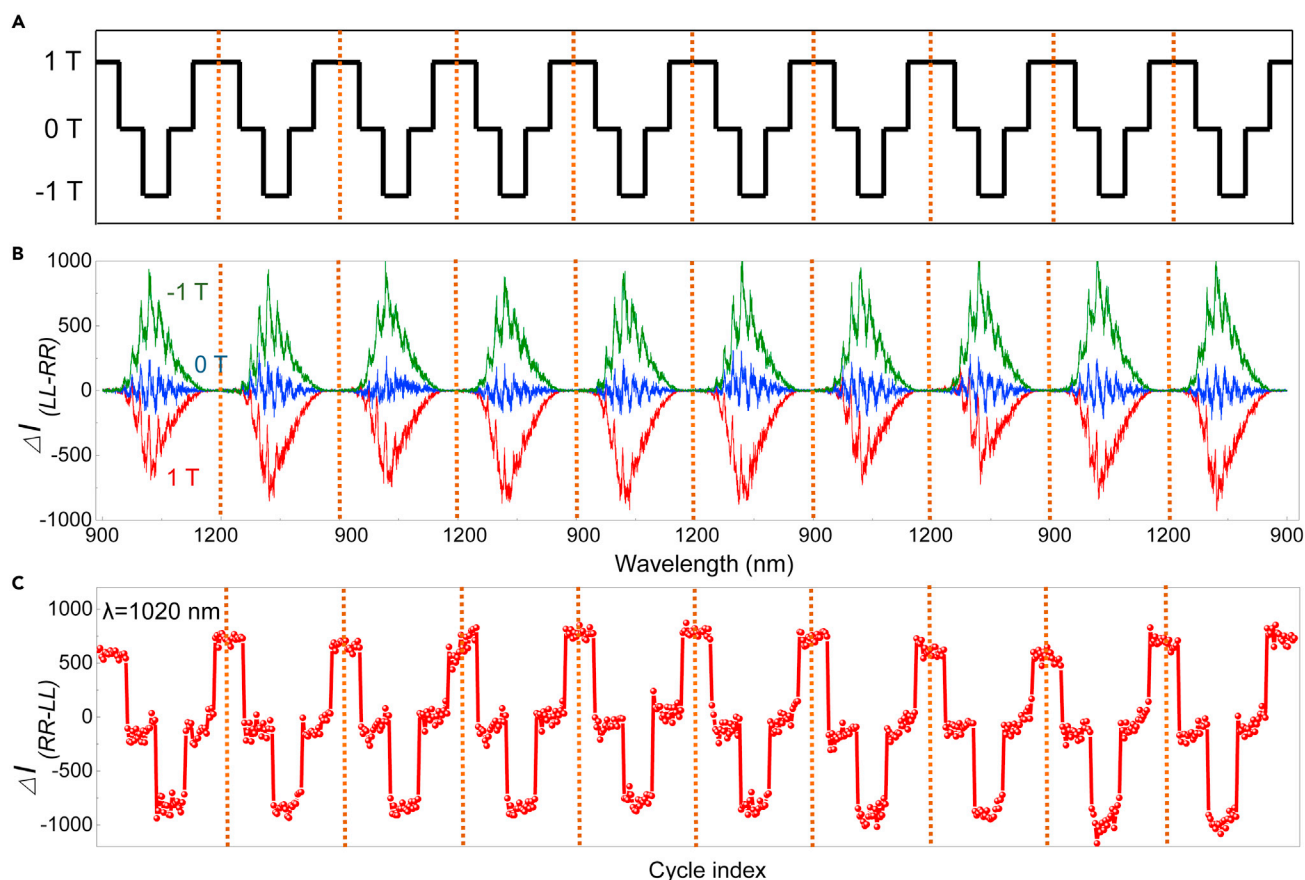 A
1 T
0 T
-1 T
B
1000
500
0
-500
-1000
ΔI (LL-RR)
-1 T
0 T
1 T
900 1200 900 1200 900 1200 900 1200 900 1200 900
Wavelength (nm)
C
λ=1020 nm
1000
500
0
-500
-1000
ΔI (RR-LL)
Cycle index